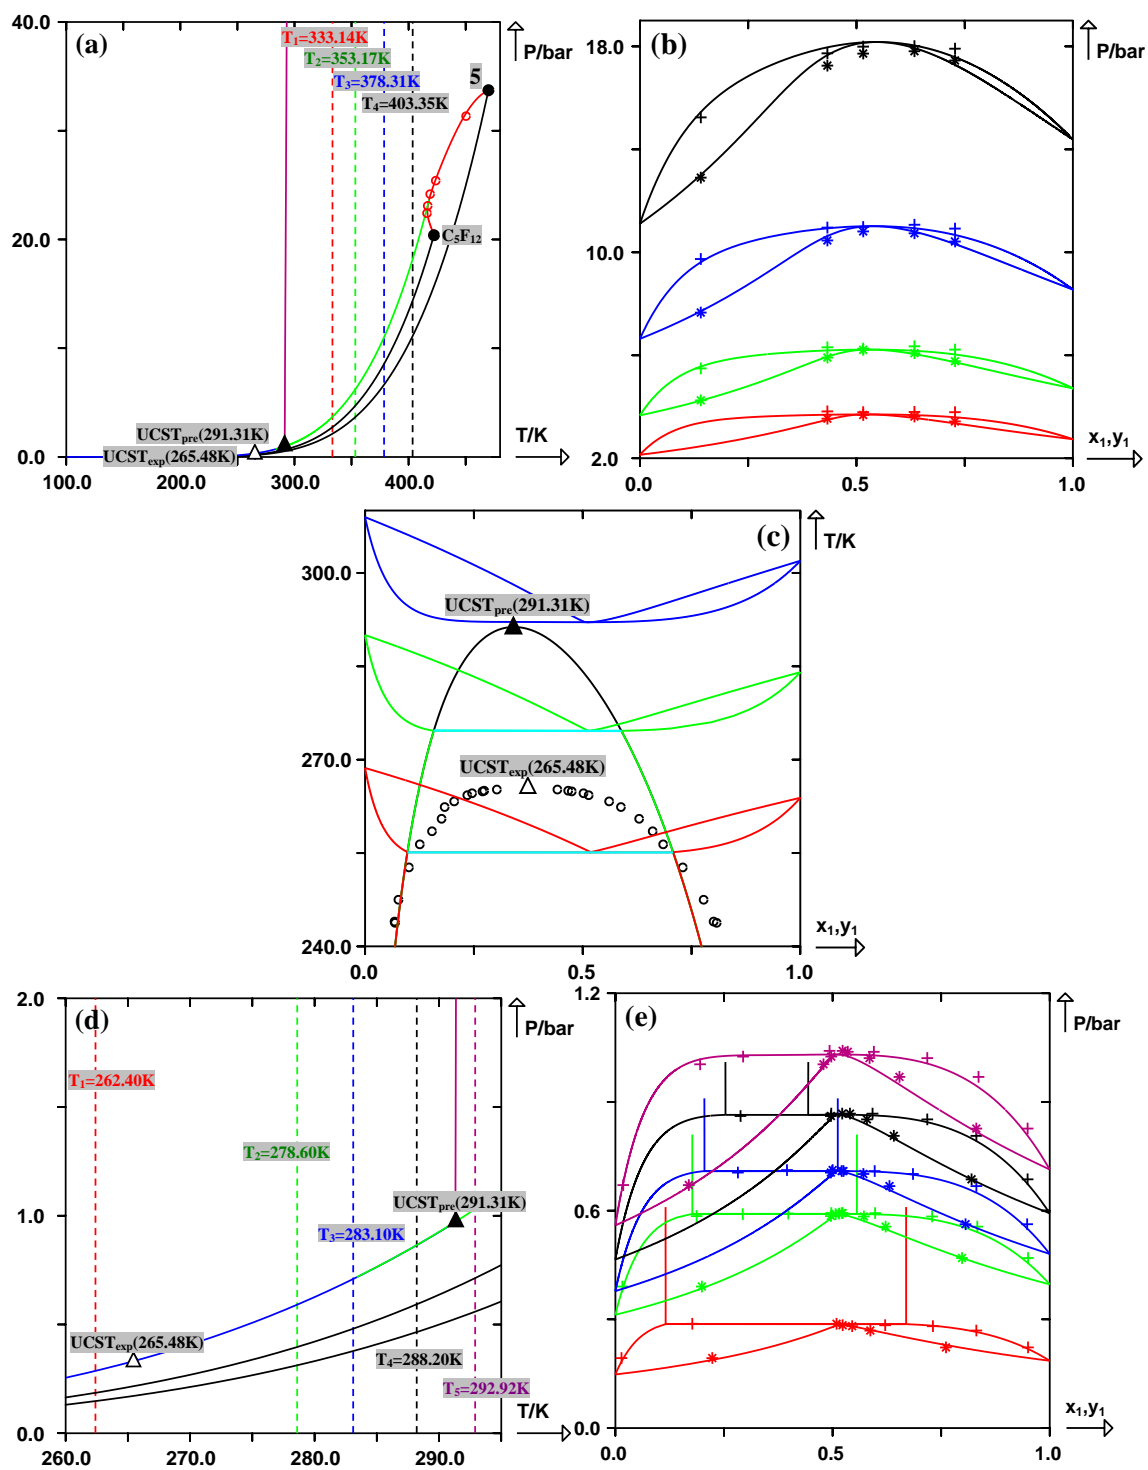 40.0
(a)
P/bar
T₁=333.14K
T₂=353.17K
T₃=378.31K
5
T₄=403.35K
20.0
C₅F₁₂
UCSTpre(291.31K)
UCSTexp(265.48K)
T/K
0.0
100.0 200.0 300.0 400.0
(b)
18.0
P/bar
10.0
x₁,y₁
2.0
0.0 0.5 1.0
(c)
T/K
300.0
UCSTpre(291.31K)
270.0
UCSTexp(265.48K)
x₁,y₁
240.0
0.0 0.5 1.0
2.0
(d)
P/bar
T₁=262.40K
T₂=278.60K
UCSTpre(291.31K)
1.0
T₃=283.10K
UCSTexp(265.48K)
T₄=288.20K
T₅=292.92K
T/K
0.0
260.0 270.0 280.0 290.0
1.2
(e)
P/bar
0.6
x₁,y₁
0.0
0.0 0.5 1.0